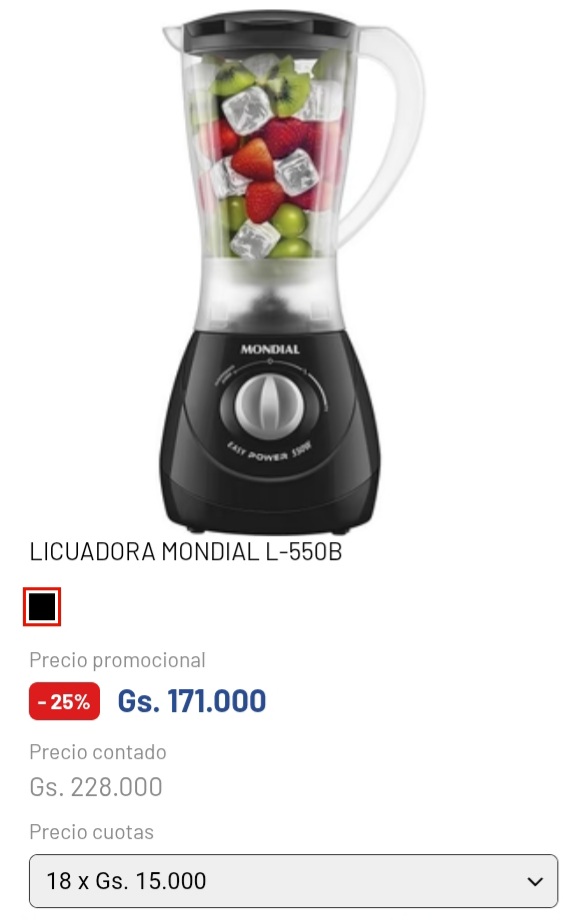 MONDIAL
EASY POWER 550W
LICUADORA MONDIAL L-550B
Precio promocional
- 25% Gs. 171.000
Precio contado
Gs. 228.000
Precio cuotas
18 x Gs. 15.000